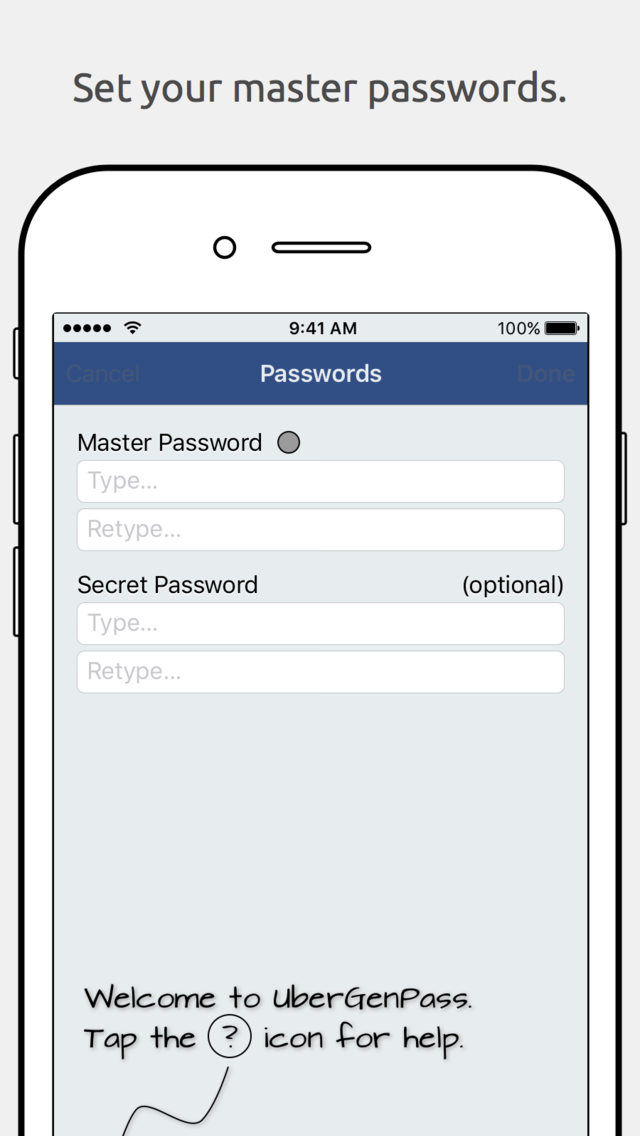 Set your master passwords.
9:41 AM 100%
Cancel Passwords Done
Master Password
Type...
Retype...
Secret Password (optional)
Type...
Retype...
Welcome to UberGenPass.
Tap the ? icon for help.